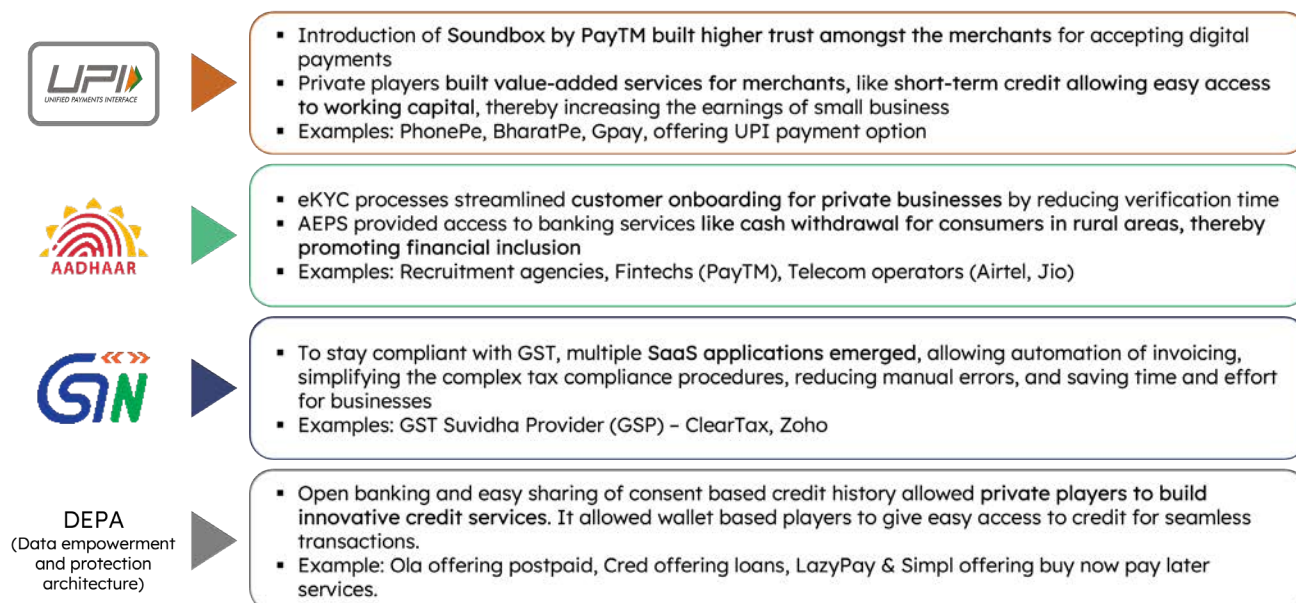 UPI
UNIFIED PAYMENTS INTERFACE
▪ Introduction of Soundbox by PayTM built higher trust amongst the merchants for accepting digital
payments
▪ Private players built value-added services for merchants, like short-term credit allowing easy access
to working capital, thereby increasing the earnings of small business
▪ Examples: PhonePe, BharatPe, Gpay, offering UPI payment option
AADHAAR
▪ eKYC processes streamlined customer onboarding for private businesses by reducing verification time
▪ AEPS provided access to banking services like cash withdrawal for consumers in rural areas, thereby
promoting financial inclusion
▪ Examples: Recruitment agencies, Fintechs (PayTM), Telecom operators (Airtel, Jio)
GSTN
▪ To stay compliant with GST, multiple SaaS applications emerged, allowing automation of invoicing,
simplifying the complex tax compliance procedures, reducing manual errors, and saving time and effort
for businesses
▪ Examples: GST Suvidha Provider (GSP) – ClearTax, Zoho
DEPA
(Data empowerment
and protection
architecture)
▪ Open banking and easy sharing of consent based credit history allowed private players to build
innovative credit services. It allowed wallet based players to give easy access to credit for seamless
transactions.
▪ Example: Ola offering postpaid, Cred offering loans, LazyPay & Simpl offering buy now pay later
services.